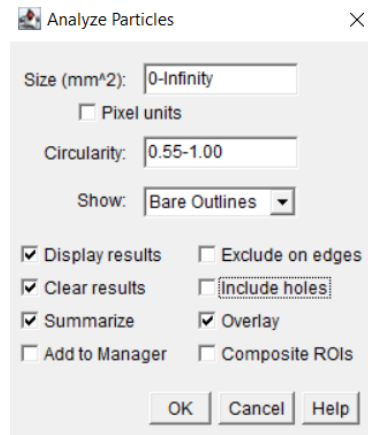 Analyze Particles
Size (mm^2): 0-Infinity
Pixel units
Circularity: 0.55-1.00
Show: Bare Outlines
Display results Exclude on edges
Clear results Include holes
Summarize Overlay
Add to Manager Composite ROIs
OK Cancel Help